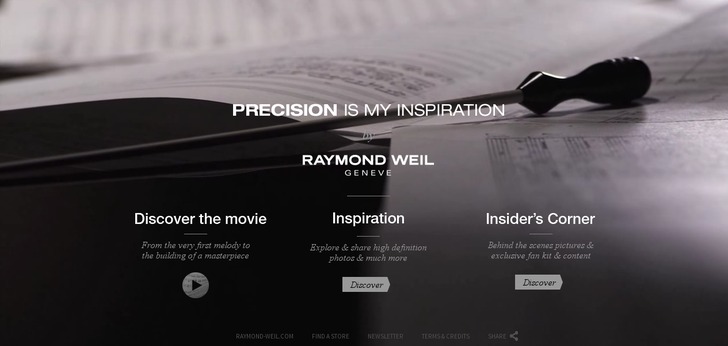 PRECISION IS MY INSPIRATION
by
RAYMOND WEIL
GENEVE
Discover the movie
From the very first melody to
the building of a masterpiece
Inspiration
Explore & share high definition
photos & much more
Discover
Insider's Corner
Behind the scenes pictures &
exclusive fan kit & content
Discover
RAYMOND-WEIL.COM FIND A STORE NEWSLETTER TERMS & CREDITS SHARE